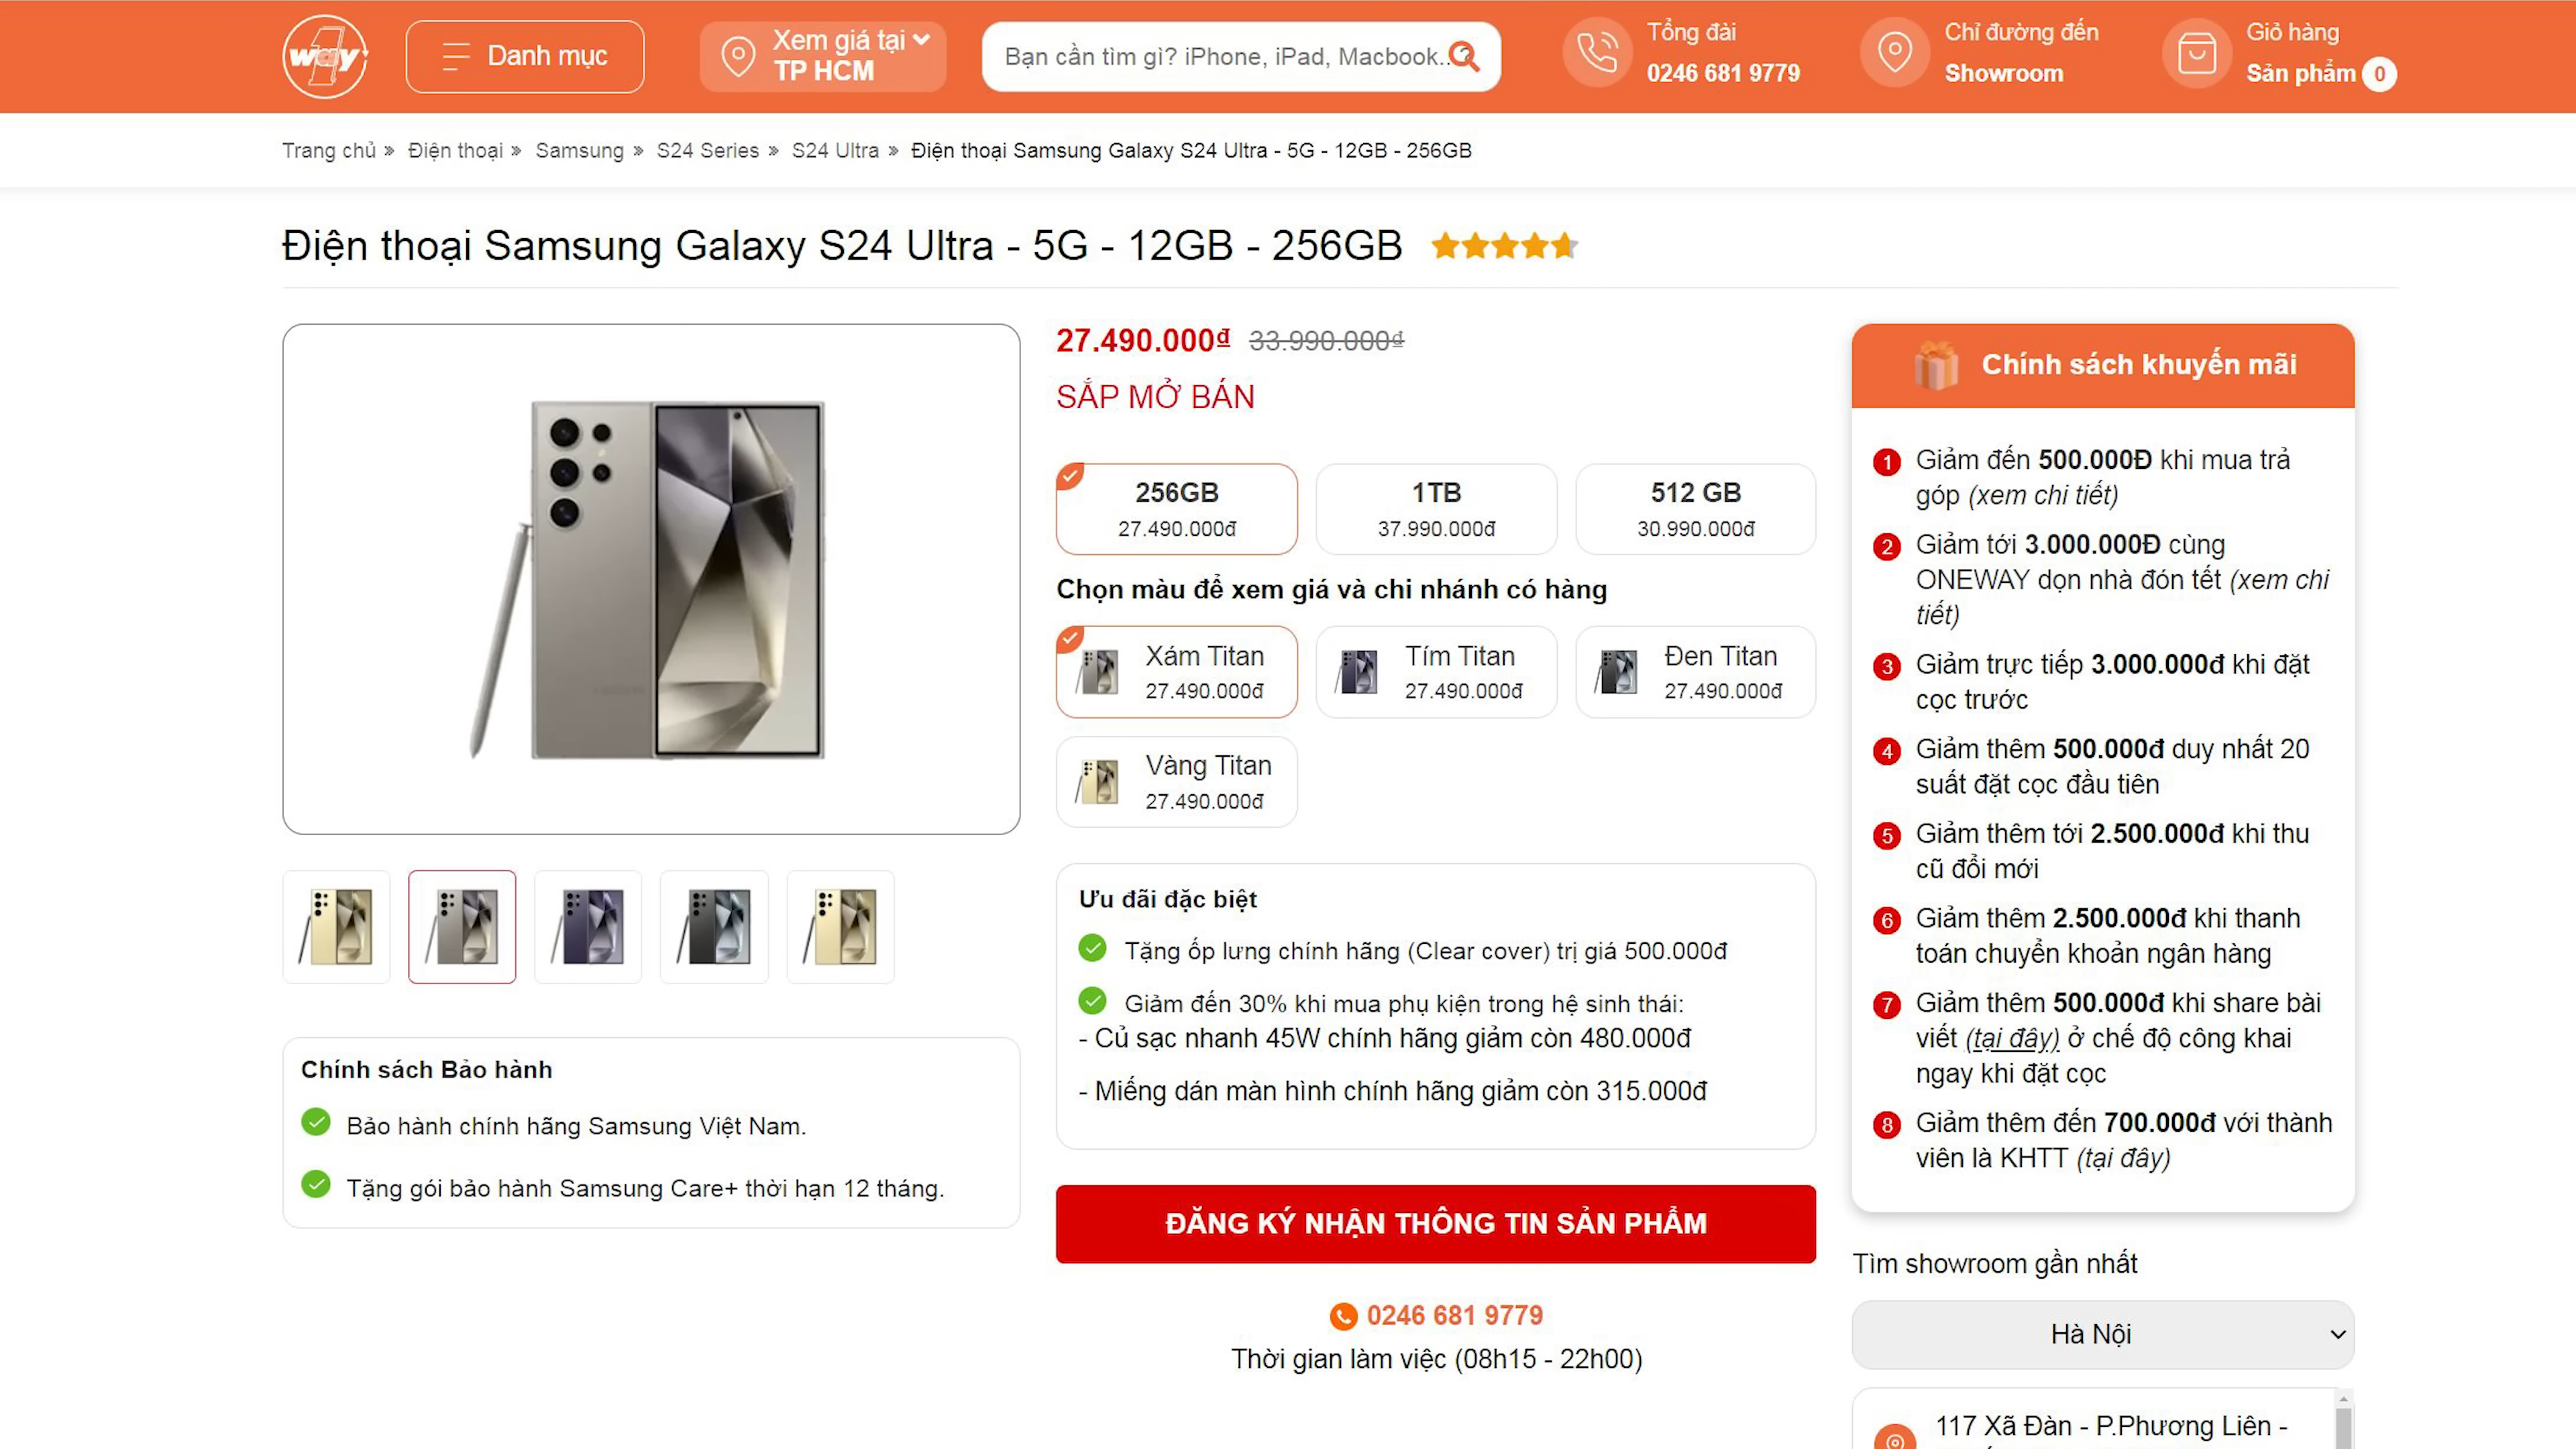 way
Danh mục
Xem giá tại
TP HCM
Bạn cần tìm gì? iPhone, iPad, Macbook..
Tổng đài
0246 681 9779
Chỉ đường đến
Showroom
Giỏ hàng
Sản phẩm 0
Trang chủ » Điện thoại » Samsung » S24 Series » S24 Ultra » Điện thoại Samsung Galaxy S24 Ultra - 5G - 12GB - 256GB
Điện thoại Samsung Galaxy S24 Ultra - 5G - 12GB - 256GB
27.490.000₫ 33.990.000₫
SẮP MỞ BÁN
256GB
27.490.000đ
1TB
37.990.000đ
512 GB
30.990.000đ
Chọn màu để xem giá và chi nhánh có hàng
Xám Titan
27.490.000đ
Tím Titan
27.490.000đ
Đen Titan
27.490.000đ
Vàng Titan
27.490.000đ
Ưu đãi đặc biệt
Tặng ốp lưng chính hãng (Clear cover) trị giá 500.000đ
Giảm đến 30% khi mua phụ kiện trong hệ sinh thái:
- Củ sạc nhanh 45W chính hãng giảm còn 480.000đ
- Miếng dán màn hình chính hãng giảm còn 315.000đ
ĐĂNG KÝ NHẬN THÔNG TIN SẢN PHẨM
0246 681 9779
Thời gian làm việc (08h15 - 22h00)
Chính sách Bảo hành
Bảo hành chính hãng Samsung Việt Nam.
Tặng gói bảo hành Samsung Care+ thời hạn 12 tháng.
Chính sách khuyến mãi
1 Giảm đến 500.000Đ khi mua trả
góp (xem chi tiết)
2 Giảm tới 3.000.000Đ cùng
ONEWAY dọn nhà đón tết (xem chi
tiết)
3 Giảm trực tiếp 3.000.000đ khi đặt
cọc trước
4 Giảm thêm 500.000đ duy nhất 20
suất đặt cọc đầu tiên
5 Giảm thêm tới 2.500.000đ khi thu
cũ đổi mới
6 Giảm thêm 2.500.000đ khi thanh
toán chuyển khoản ngân hàng
7 Giảm thêm 500.000đ khi share bài
viết (tại đây) ở chế độ công khai
ngay khi đặt cọc
8 Giảm thêm đến 700.000đ với thành
viên là KHTT (tại đây)
Tìm showroom gần nhất
Hà Nội
117 Xã Đàn - P.Phương Liên -